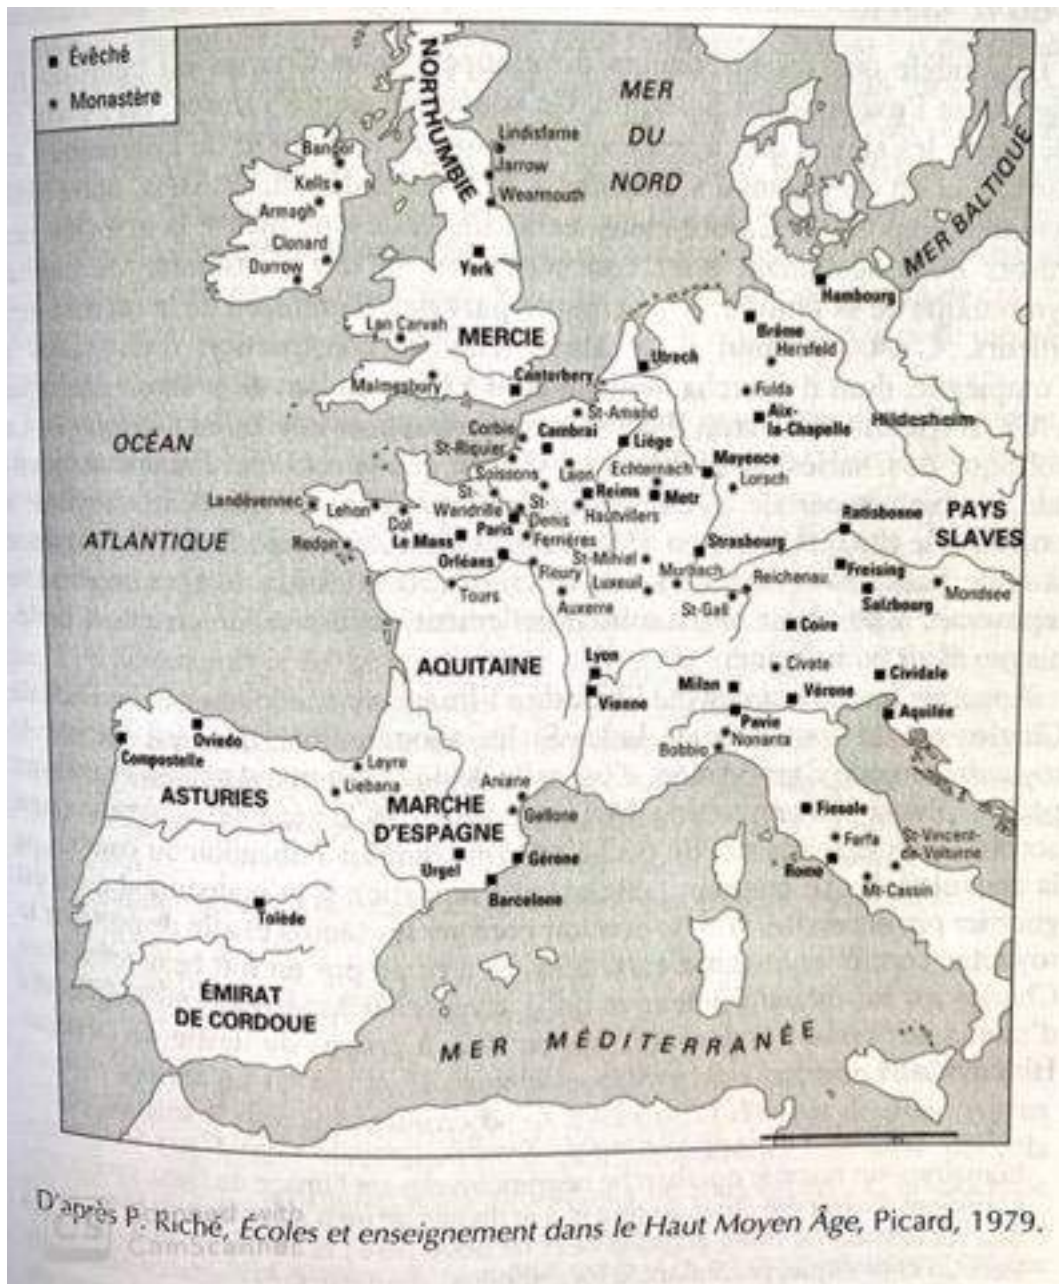 Évêché
Monastère
NORTHUMBIE
MER
DU
NORD
MER BALTIQUE
Lindisfarne
Jarrow
Wearmouth
Bangor
Kells
Armagh
Clonard
Durrow
York
Hambourg
Lan Carvah
MERCIE
Brême
Hersfeld
Utrech
Malmesbury
Canterbery
Fulda
St-Amand
Aix-
la-Chapelle
Hildesheim
OCÉAN
ATLANTIQUE
Corbie
Cambrai
St-Riquier
Liège
Soissons
Laon
Echternach
Mayence
Lorsch
Landévennec
Lehon
Dol
St-
Wandrille
St-
Denis
Reims
Metz
Hautvillers
Ratisbonne
PAYS
SLAVES
Redon
Le Mass
Paris
Ferrières
Orléans
Fleury
St-Mihial
Strasbourg
Luxeuil
Murbach
Reichenau
Freising
Mondsee
Tours
Auxerre
St-Gall
Salzbourg
Coire
AQUITAINE
Lyon
Vienne
Civate
Milan
Vérone
Cividale
Pavie
Nonanta
Bobbio
Aquilée
Oviedo
Compostelle
ASTURIES
Leyre
Liebana
Aniane
Gellone
MARCHE
D'ESPAGNE
Fiesole
Farfa
St-Vincent-
de-Volturne
Urgel
Gérone
Rome
Mt-Cassin
Barcelone
Tolède
ÉMIRAT
DE CORDOUE
MER MÉDITERRANÉE
D'après P. Riché, Écoles et enseignement dans le Haut Moyen Âge, Picard, 1979.
CS CamScanner